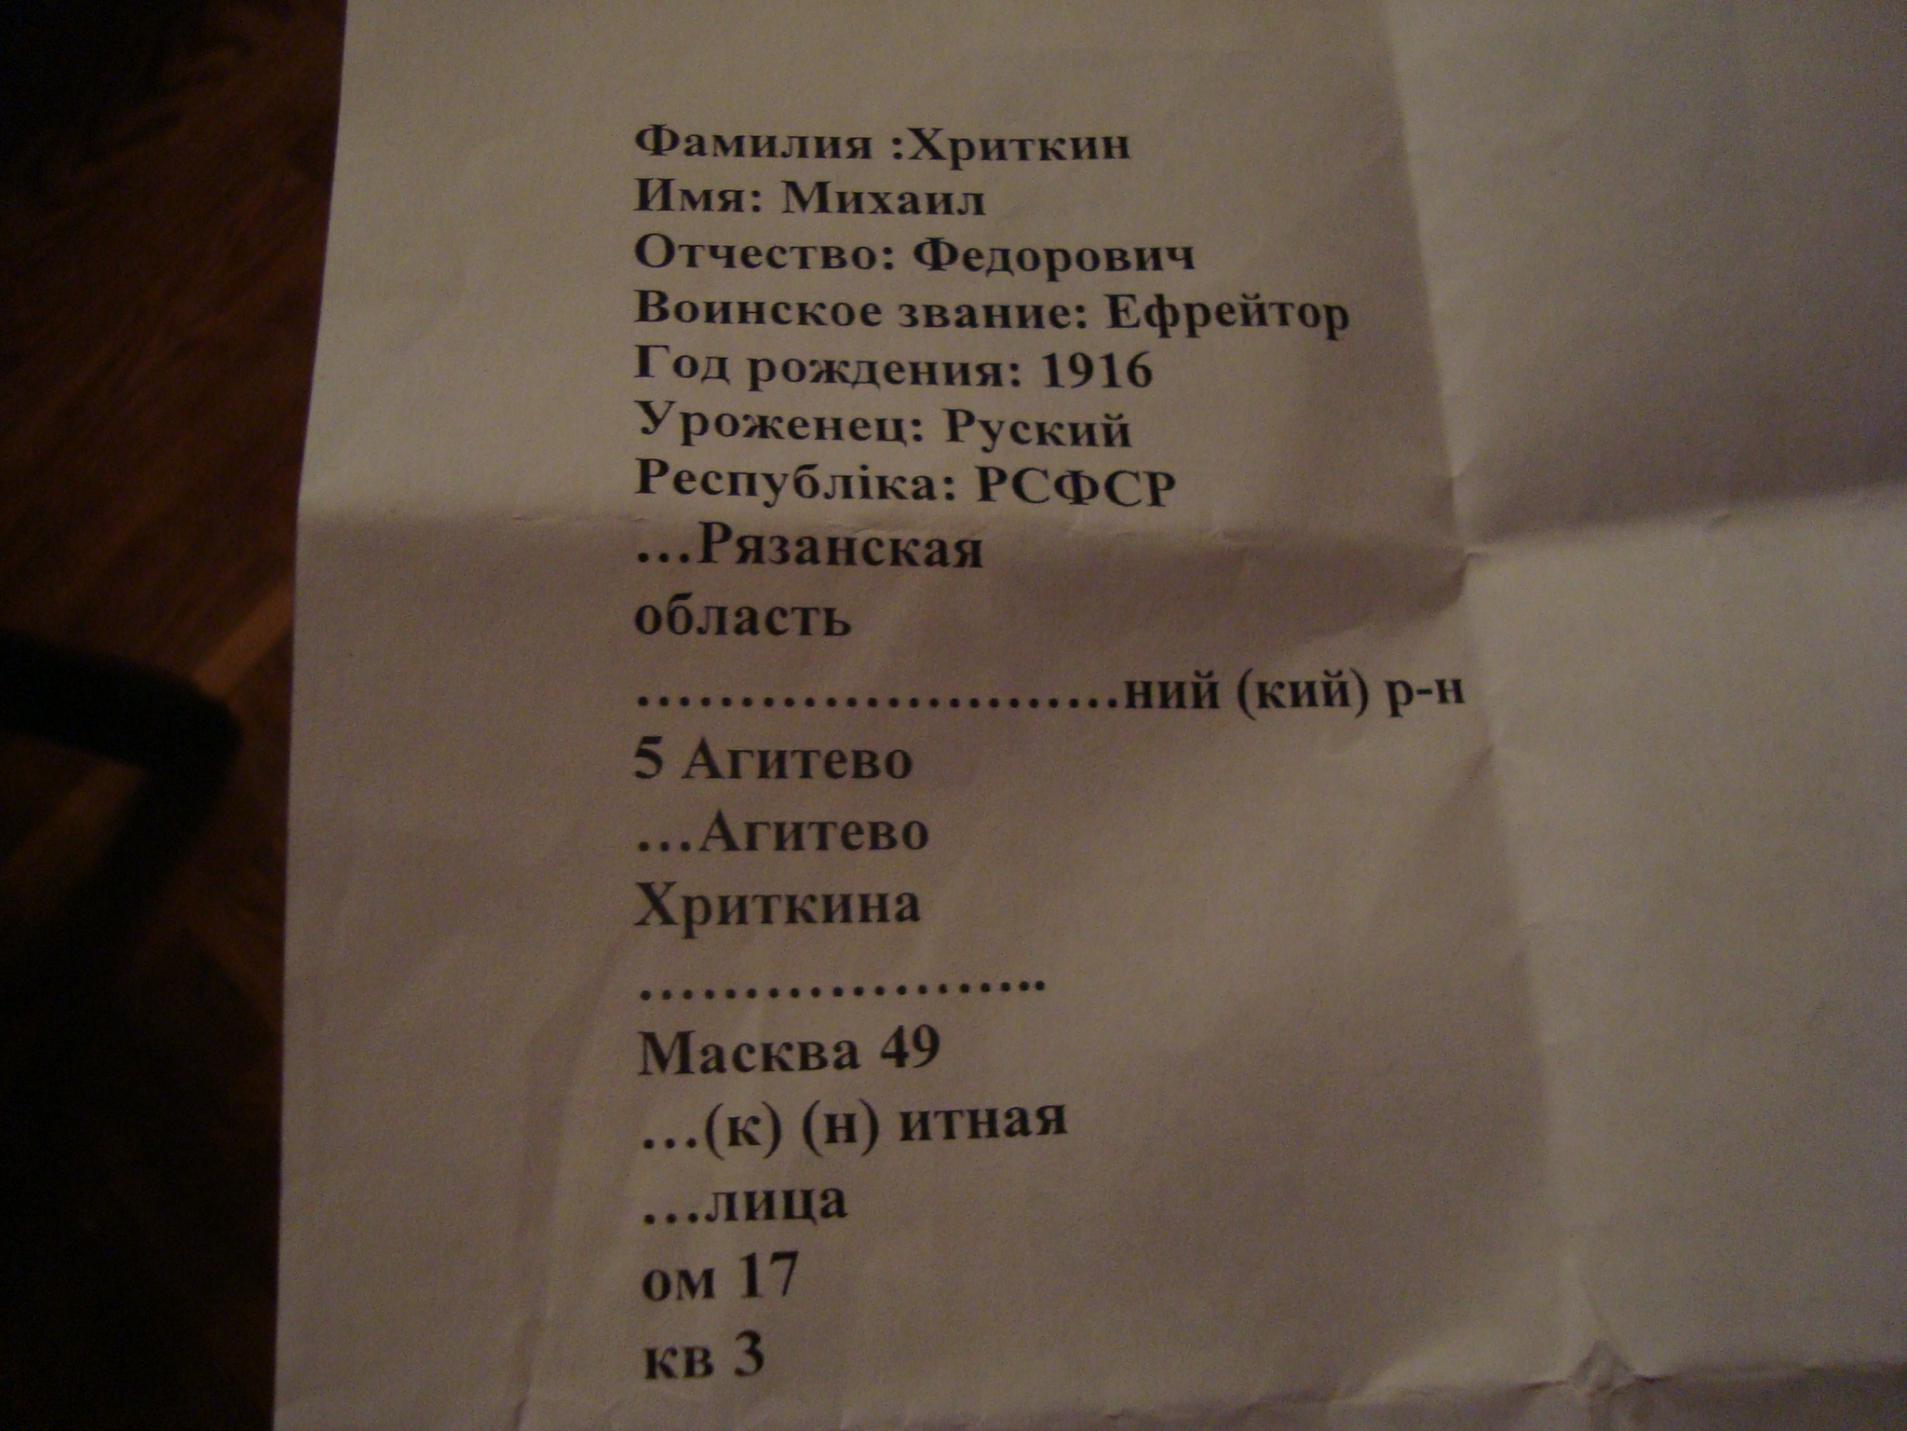 Фамилия :Хриткин
Имя: Михаил
Отчество: Федорович
Воинское звание: Ефрейтор
Год рождения: 1916
Уроженец: Руский
Республіка: РСФСР
…Рязанская
область
……………………ний (кий) р-н
5 Агитево
…Агитево
Хриткина
…………………..
Масква 49
…(к) (н) итная
…лица
ом 17
кв 3